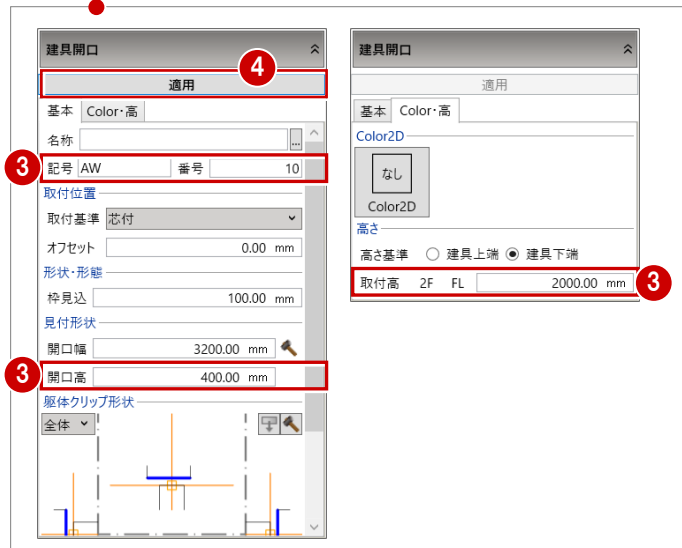 建具開口
4
適用
基本 Color・高
名称 ...
3 記号 AW 番号 10
取付位置
取付基準 芯付
オフセット 0.00 mm
形状・形態
枠見込 100.00 mm
見付形状
開口幅 3200.00 mm
3 開口高 400.00 mm
躯体クリップ形状
全体
建具開口
適用
基本 Color・高
Color2D
なし
Color2D
高さ
高さ基準 建具上端 建具下端
取付高 2F FL 2000.00 mm 3